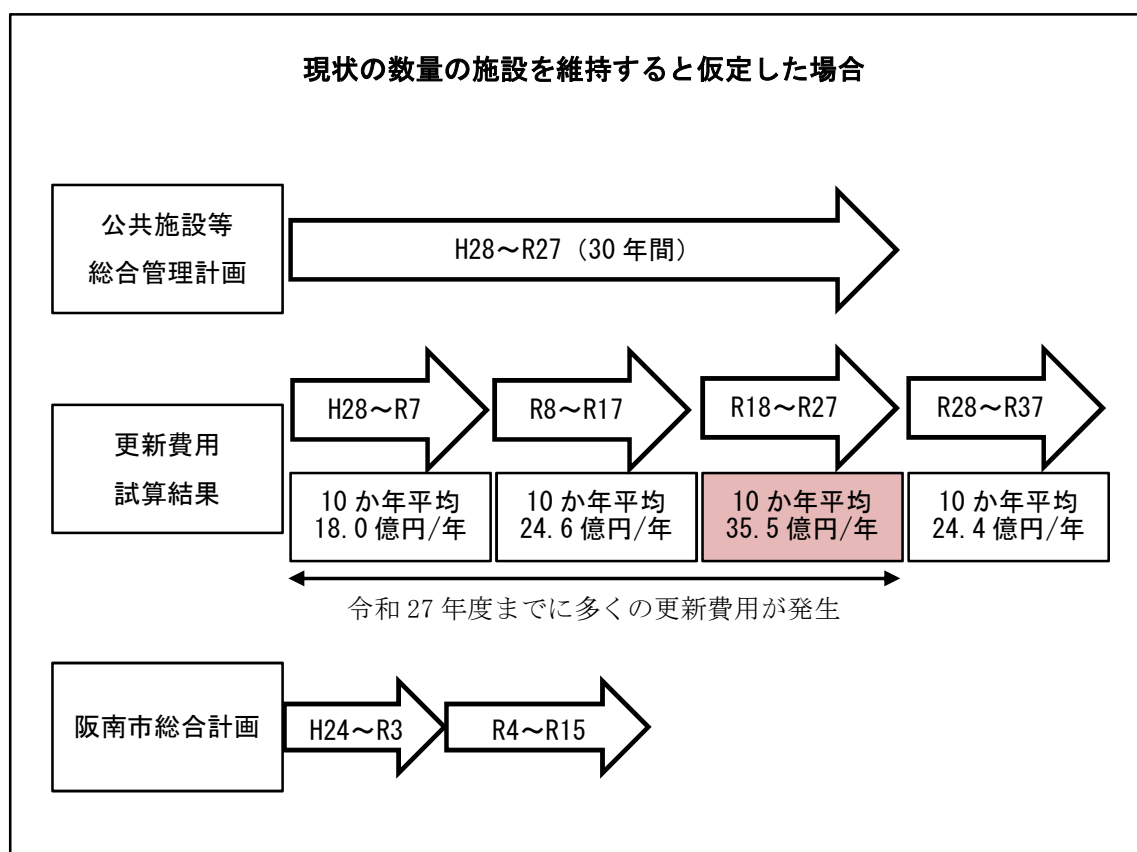 現状の数量の施設を維持すると仮定した場合
公共施設等
総合管理計画
H28～R27（30年間）
更新費用
試算結果
H28～R7
R8～R17
R18～R27
R28～R37
10か年平均
18.0億円/年
10か年平均
24.6億円/年
10か年平均
35.5億円/年
10か年平均
24.4億円/年
令和27年度までに多くの更新費用が発生
阪南市総合計画
H24～R3
R4～R15